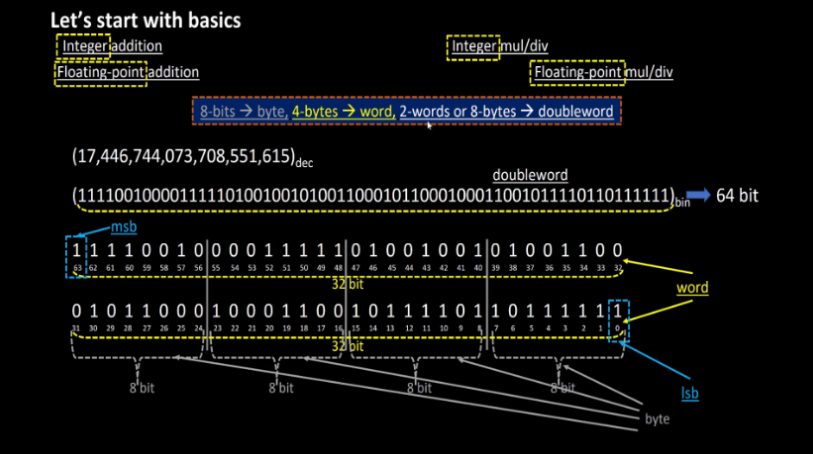 Let's start with basics
Integer addition Integer mul/div
Floating-point addition Floating-point mul/div
8-bits → byte, 4-bytes → word, 2-words or 8-bytes → doubleword
(17,446,744,073,708,551,615)dec
doubleword
(1111001000011111010010010100110001011000100011001011110110111111)bin 64 bit
msb
1 1 1 1 0 0 1 0 0 0 0 1 1 1 1 1 0 1 0 0 1 0 0 1 0 1 0 0 1 1 0 0
63 62 61 60 59 58 57 56 55 54 53 52 51 50 49 48 47 46 45 44 43 42 41 40 39 38 37 36 35 34 33 32
32 bit
word
0 1 0 1 1 0 0 0 1 0 0 0 1 1 0 0 1 0 1 1 1 1 0 1 1 0 1 1 1 1 1 1
31 30 29 28 27 26 25 24 23 22 21 20 19 18 17 16 15 14 13 12 11 10 9 8 7 6 5 4 3 2 1 0
32 bit
8 bit 8 bit 8 bit 8 bit
lsb
byte